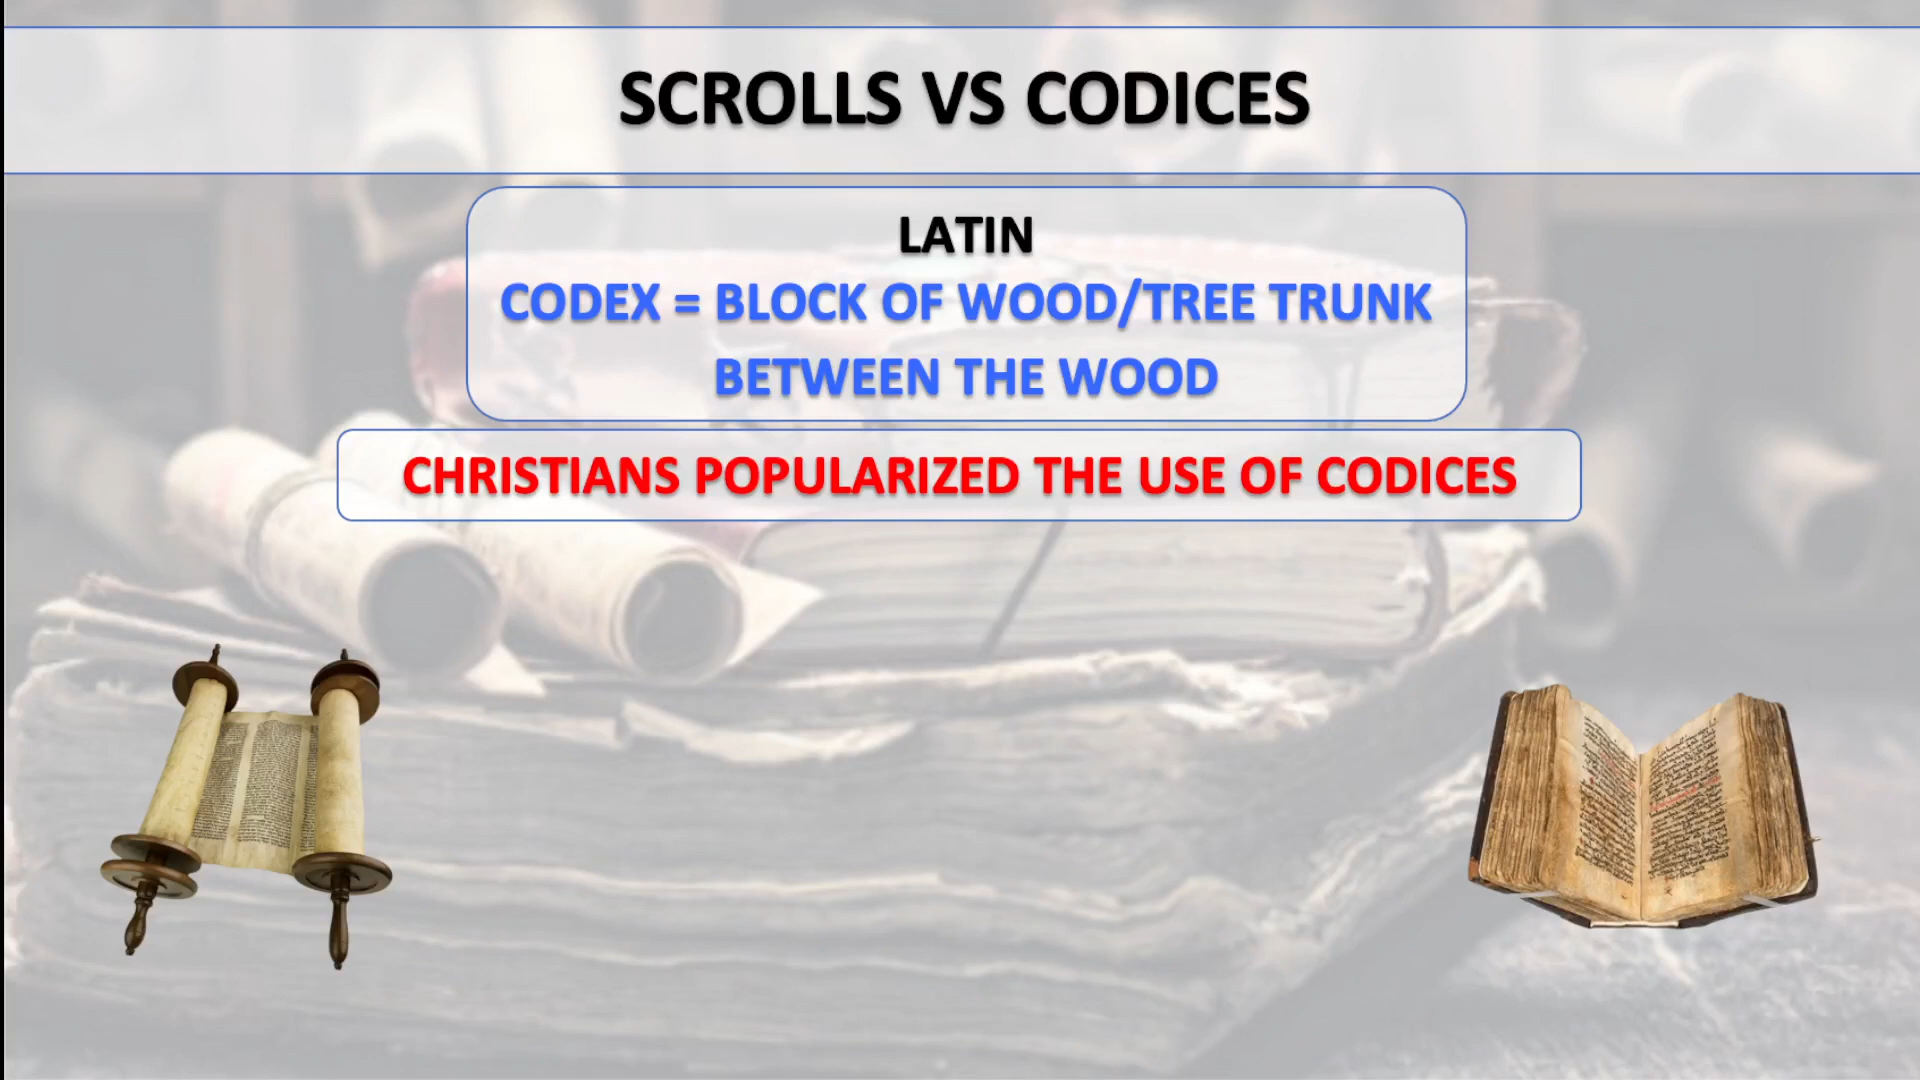 SCROLLS VS CODICES
LATIN
CODEX = BLOCK OF WOOD/TREE TRUNK
BETWEEN THE WOOD
CHRISTIANS POPULARIZED THE USE OF CODICES